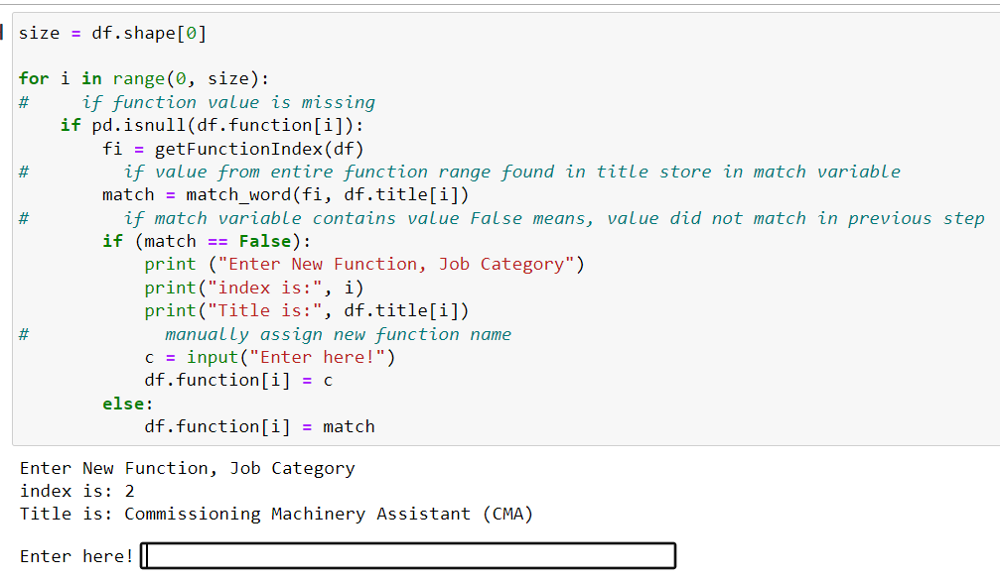 size = df.shape[0]
for i in range(0, size):
#     if function value is missing
    if pd.isnull(df.function[i]):
        fi = getFunctionIndex(df)
#         if value from entire function range found in title store in match variable
        match = match_word(fi, df.title[i])
#         if match variable contains value False means, value did not match in previous step
        if (match == False):
            print ("Enter New Function, Job Category")
            print("index is:", i)
            print("Title is:", df.title[i])
#             manually assign new function name
            c = input("Enter here!")
            df.function[i] = c
        else:
            df.function[i] = match
Enter New Function, Job Category
index is: 2
Title is: Commissioning Machinery Assistant (CMA)
Enter here!